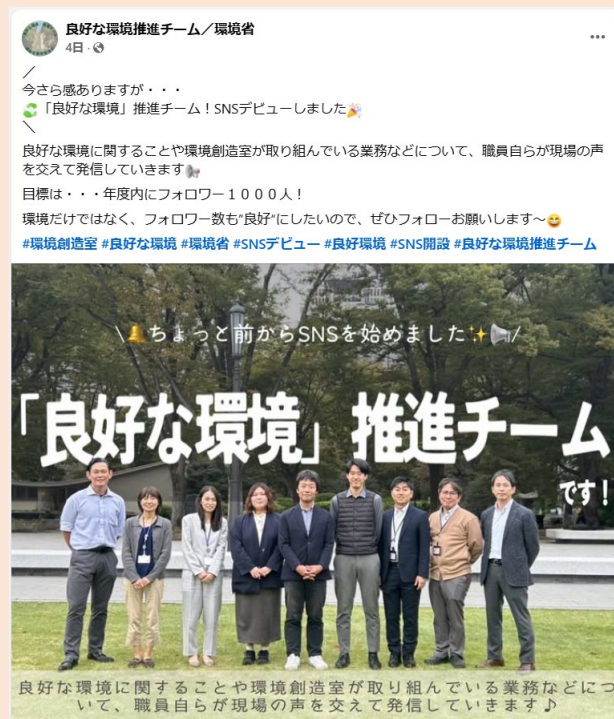 良好な環境推進チーム／環境省
4日 ·
／
今さら感ありますが・・・
「良好な環境」推進チーム！SNSデビューしました
＼
良好な環境に関することや環境創造室が取り組んでいる業務などについて、職員自らが現場の声
を交えて発信していきます
目標は・・・年度内にフォロワー１０００人！
環境だけではなく、フォロワー数も”良好“にしたいので、ぜひフォローお願いします～😄
#環境創造室 #良好な環境 #環境省 #SNSデビュー #良好環境 #SNS開設 #良好な環境推進チーム
\🔔ちょっと前からSNSを始めました✨📢/
「良好な環境」推進チーム
です！
良好な環境に関することや環境創造室が取り組んでいる業務などにつ
いて、職員自らが現場の声を交えて発信していきます♪